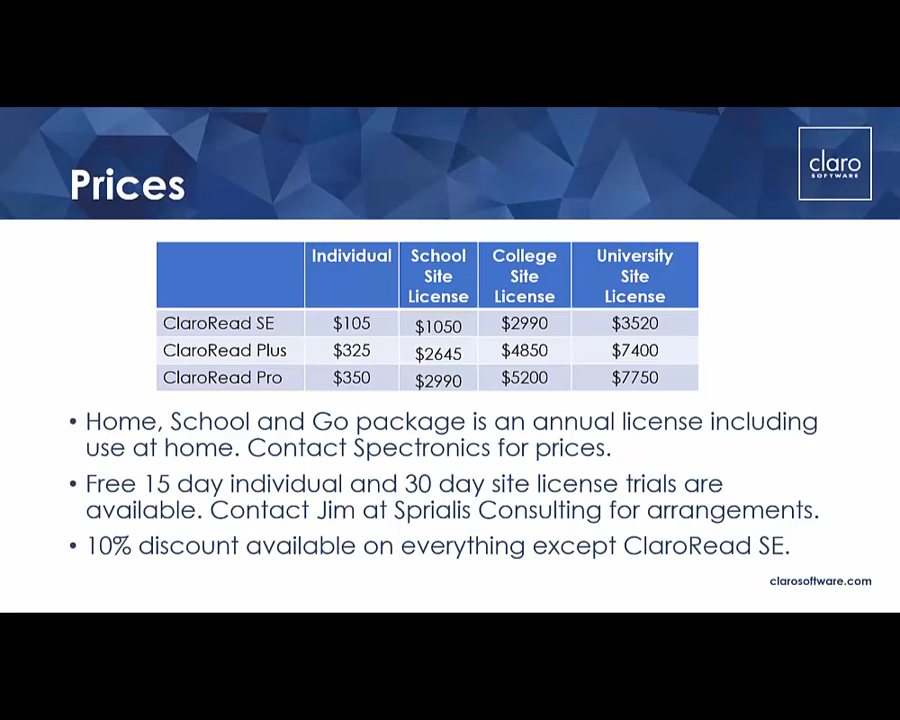 Prices
claro
SOFTWARE
Individual School Site License College Site License University Site License
ClaroRead SE $105 $1050 $2990 $3520
ClaroRead Plus $325 $2645 $4850 $7400
ClaroRead Pro $350 $2990 $5200 $7750
• Home, School and Go package is an annual license including
use at home. Contact Spectronics for prices.
• Free 15 day individual and 30 day site license trials are
available. Contact Jim at Sprialis Consulting for arrangements.
• 10% discount available on everything except ClaroRead SE.
clarosoftware.com